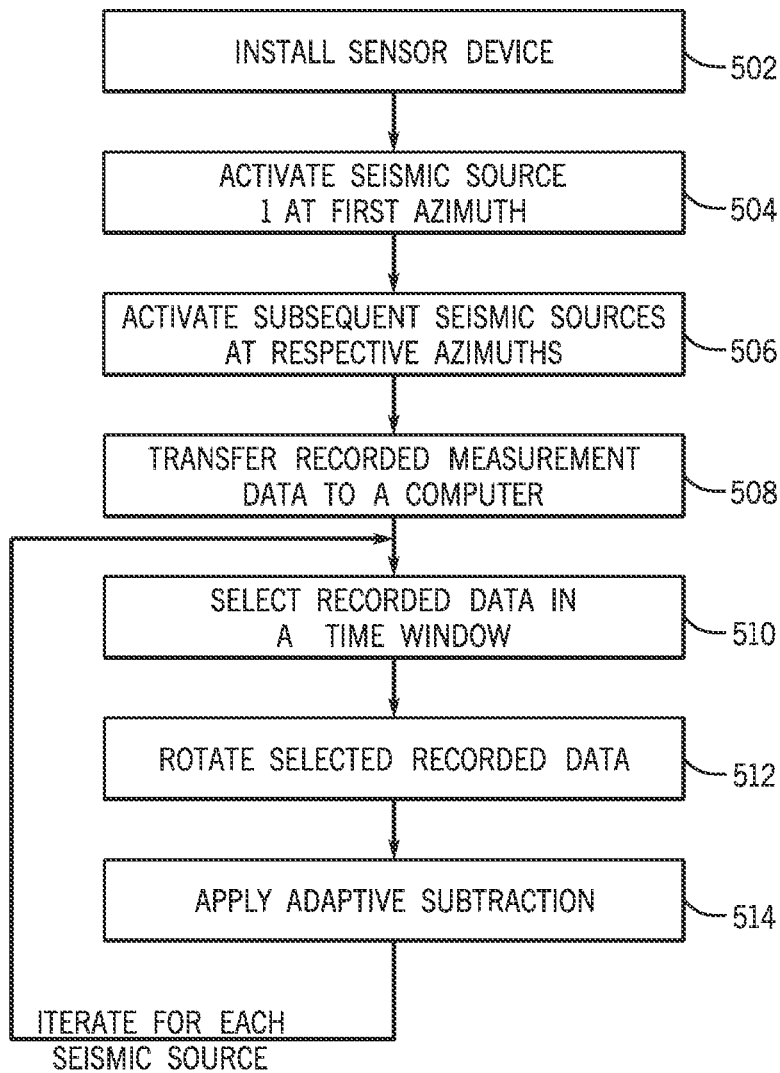 INSTALL SENSOR DEVICE
502
ACTIVATE SEISMIC SOURCE
1 AT FIRST AZIMUTH
504
ACTIVATE SUBSEQUENT SEISMIC SOURCES
AT RESPECTIVE AZIMUTHS
506
TRANSFER RECORDED MEASUREMENT
DATA TO A COMPUTER
508
SELECT RECORDED DATA IN
A TIME WINDOW
510
ROTATE SELECTED RECORDED DATA
512
APPLY ADAPTIVE SUBTRACTION
514
ITERATE FOR EACH
SEISMIC SOURCE